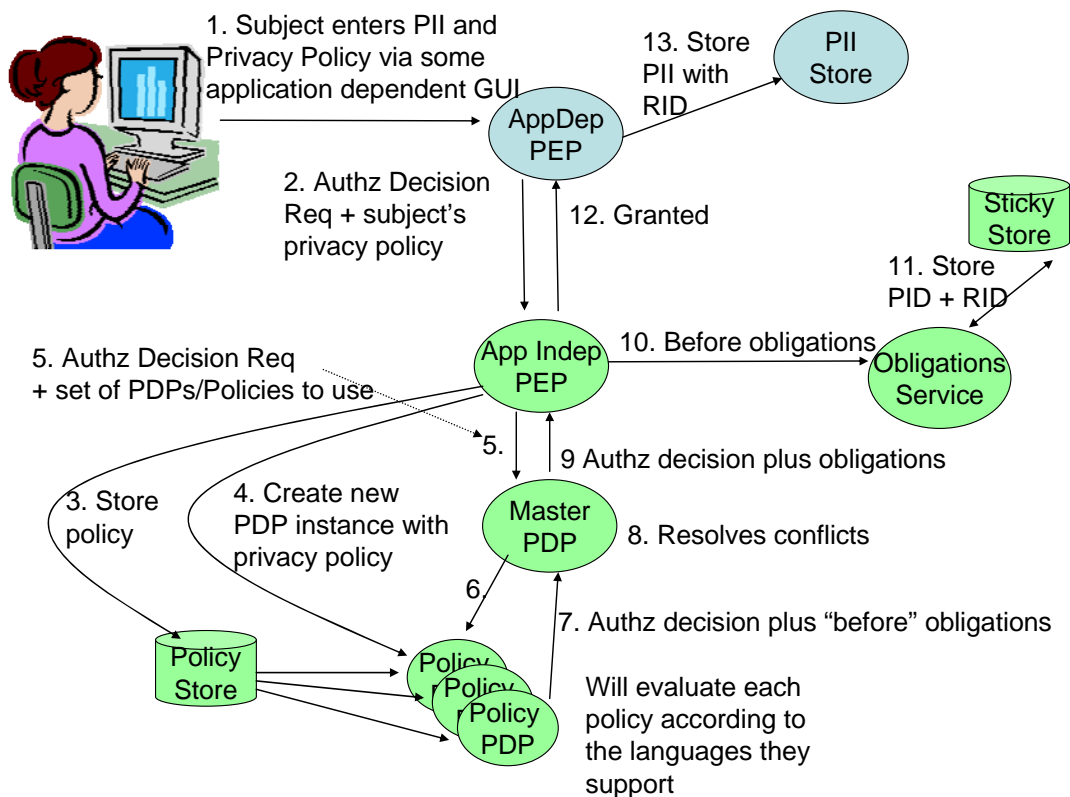 1. Subject enters PII and
Privacy Policy via some
application dependent GUI
13. Store
PII with
RID
PII
Store
AppDep
PEP
2. Authz Decision
Req + subject's
privacy policy
12. Granted
Sticky
Store
11. Store
PID + RID
5. Authz Decision Req
+ set of PDPs/Policies to use
App Indep
PEP
10. Before obligations
Obligations
Service
5.
9 Authz decision plus obligations
3. Store
policy
4. Create new
PDP instance with
privacy policy
Master
PDP
8. Resolves conflicts
6.
7. Authz decision plus “before” obligations
Policy
Store
Policy
Policy
Policy
PDP
Will evaluate each
policy according to
the languages they
support